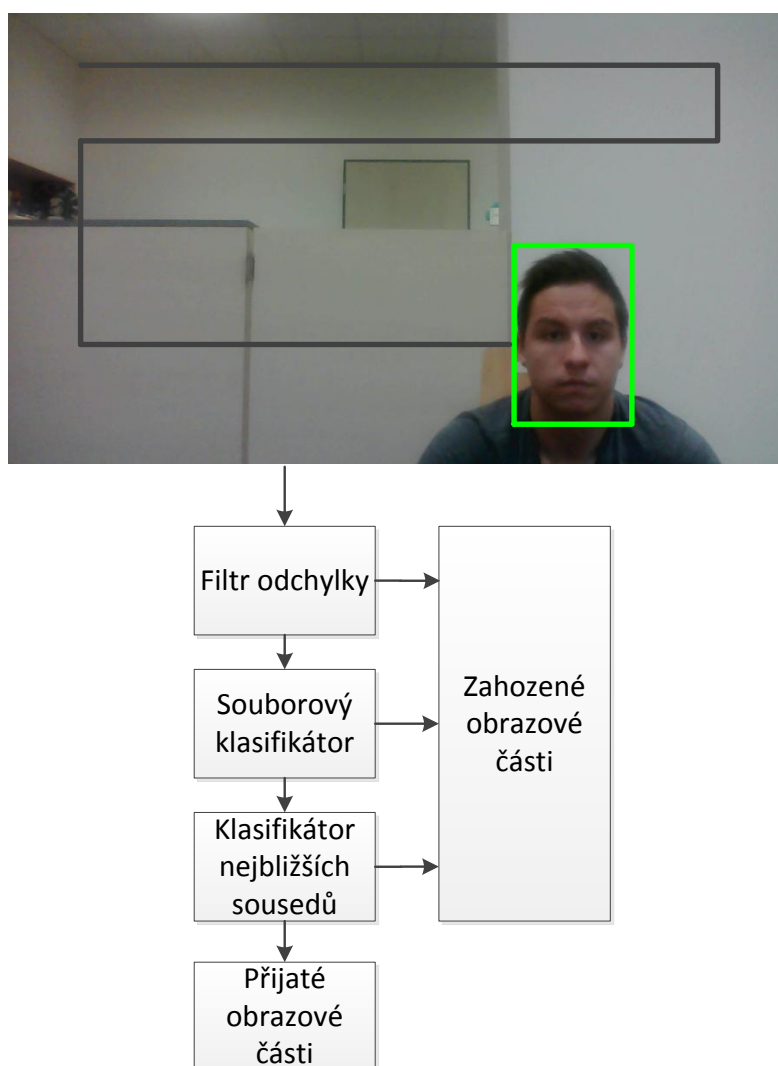 Filtr odchylky
Souborový
klasifikátor
Zahozené
obrazové
části
Klasifikátor
nejbližších
sousedů
Přijaté
obrazové
části